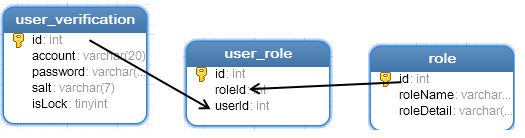 user_verification
id: int
account: varchar(20)
password: varchar(...
salt: varchar(7)
isLock: tinyint
user_role
id: int
roleId: int
userId: int
role
id: int
roleName: varchar...
roleDetail: varchar(...